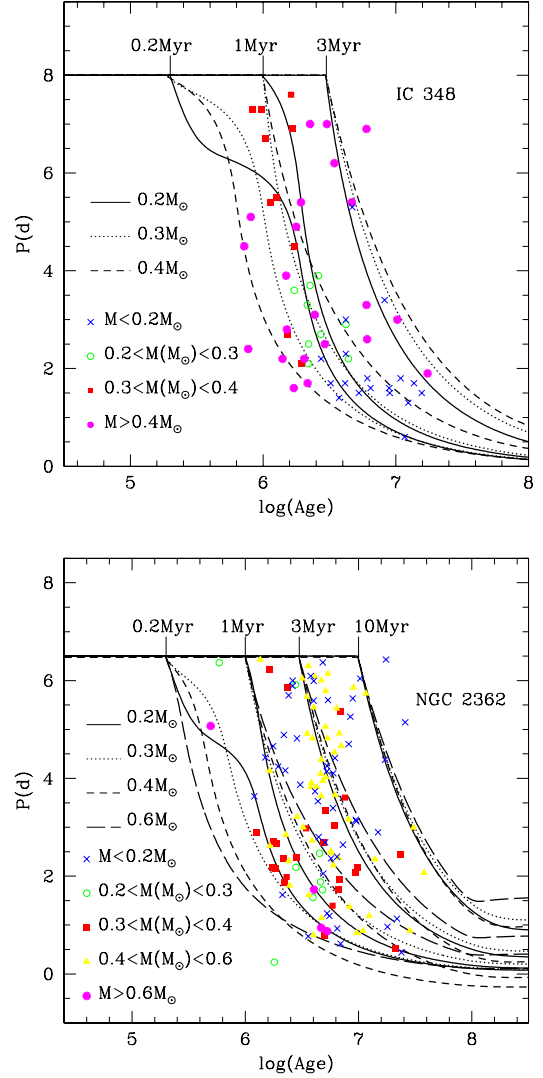 0.2Myr 1Myr 3Myr
IC 348
8
6
4
2
0
P(d)
0.2M⊙
0.3M⊙
0.4M⊙
M<0.2M⊙
0.2<M(M⊙)<0.3
0.3<M(M⊙)<0.4
M>0.4M⊙
5 6 7 8
log(Age)
0.2Myr 1Myr 3Myr 10Myr
NGC 2362
8
6
4
2
0
P(d)
0.2M⊙
0.3M⊙
0.4M⊙
0.6M⊙
M<0.2M⊙
0.2<M(M⊙)<0.3
0.3<M(M⊙)<0.4
0.4<M(M⊙)<0.6
M>0.6M⊙
5 6 7 8
log(Age)